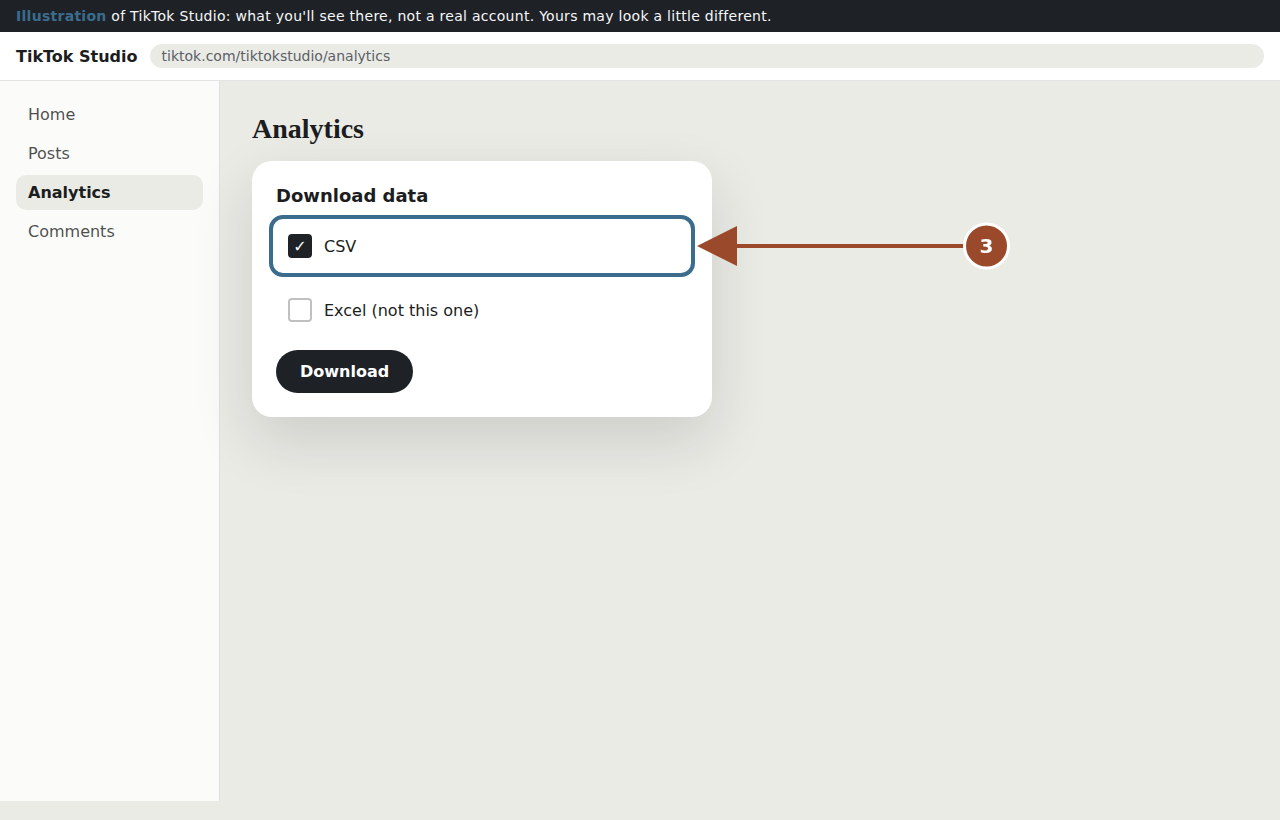 Illustration of TikTok Studio: what you'll see there, not a real account. Yours may look a little different.
TikTok Studio tiktok.com/tiktokstudio/analytics
Home
Posts
Analytics
Comments
Analytics
Download data
✓ CSV
3
Excel (not this one)
Download